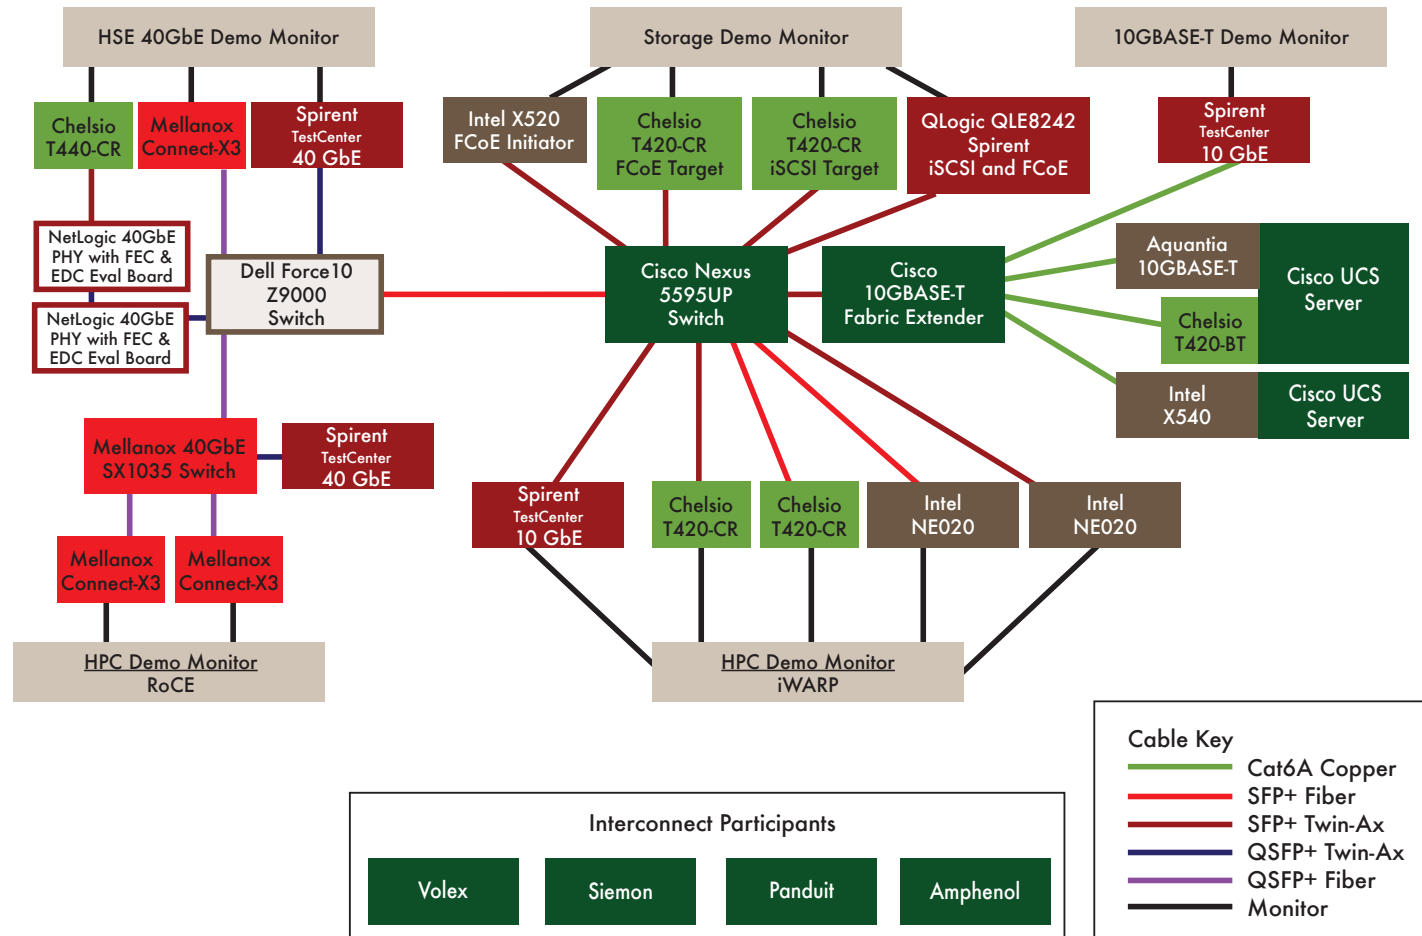 HSE 40GbE Demo Monitor
Storage Demo Monitor
10GBASE-T Demo Monitor
Chelsio
T440-CR
Mellanox
Connect-X3
Spirent
TestCenter
40 GbE
Intel X520
FCoE Initiator
Chelsio
T420-CR
FCoE Target
Chelsio
T420-CR
iSCSI Target
QLogic QLE8242
Spirent
iSCSI and FCoE
Spirent
TestCenter
10 GbE
NetLogic 40GbE
PHY with FEC &
EDC Eval Board
NetLogic 40GbE
PHY with FEC &
EDC Eval Board
Dell Force10
Z9000
Switch
Cisco Nexus
5595UP
Switch
Cisco
10GBASE-T
Fabric Extender
Aquantia
10GBASE-T
Chelsio
T420-BT
Cisco UCS
Server
Intel
X540
Cisco UCS
Server
Mellanox 40GbE
SX1035 Switch
Spirent
TestCenter
40 GbE
Mellanox
Connect-X3
Mellanox
Connect-X3
HPC Demo Monitor
RoCE
Spirent
TestCenter
10 GbE
Chelsio
T420-CR
Chelsio
T420-CR
Intel
NE020
Intel
NE020
HPC Demo Monitor
iWARP
Interconnect Participants
Volex
Siemon
Panduit
Amphenol
Cable Key
Cat6A Copper
SFP+ Fiber
SFP+ Twin-Ax
QSFP+ Twin-Ax
QSFP+ Fiber
Monitor